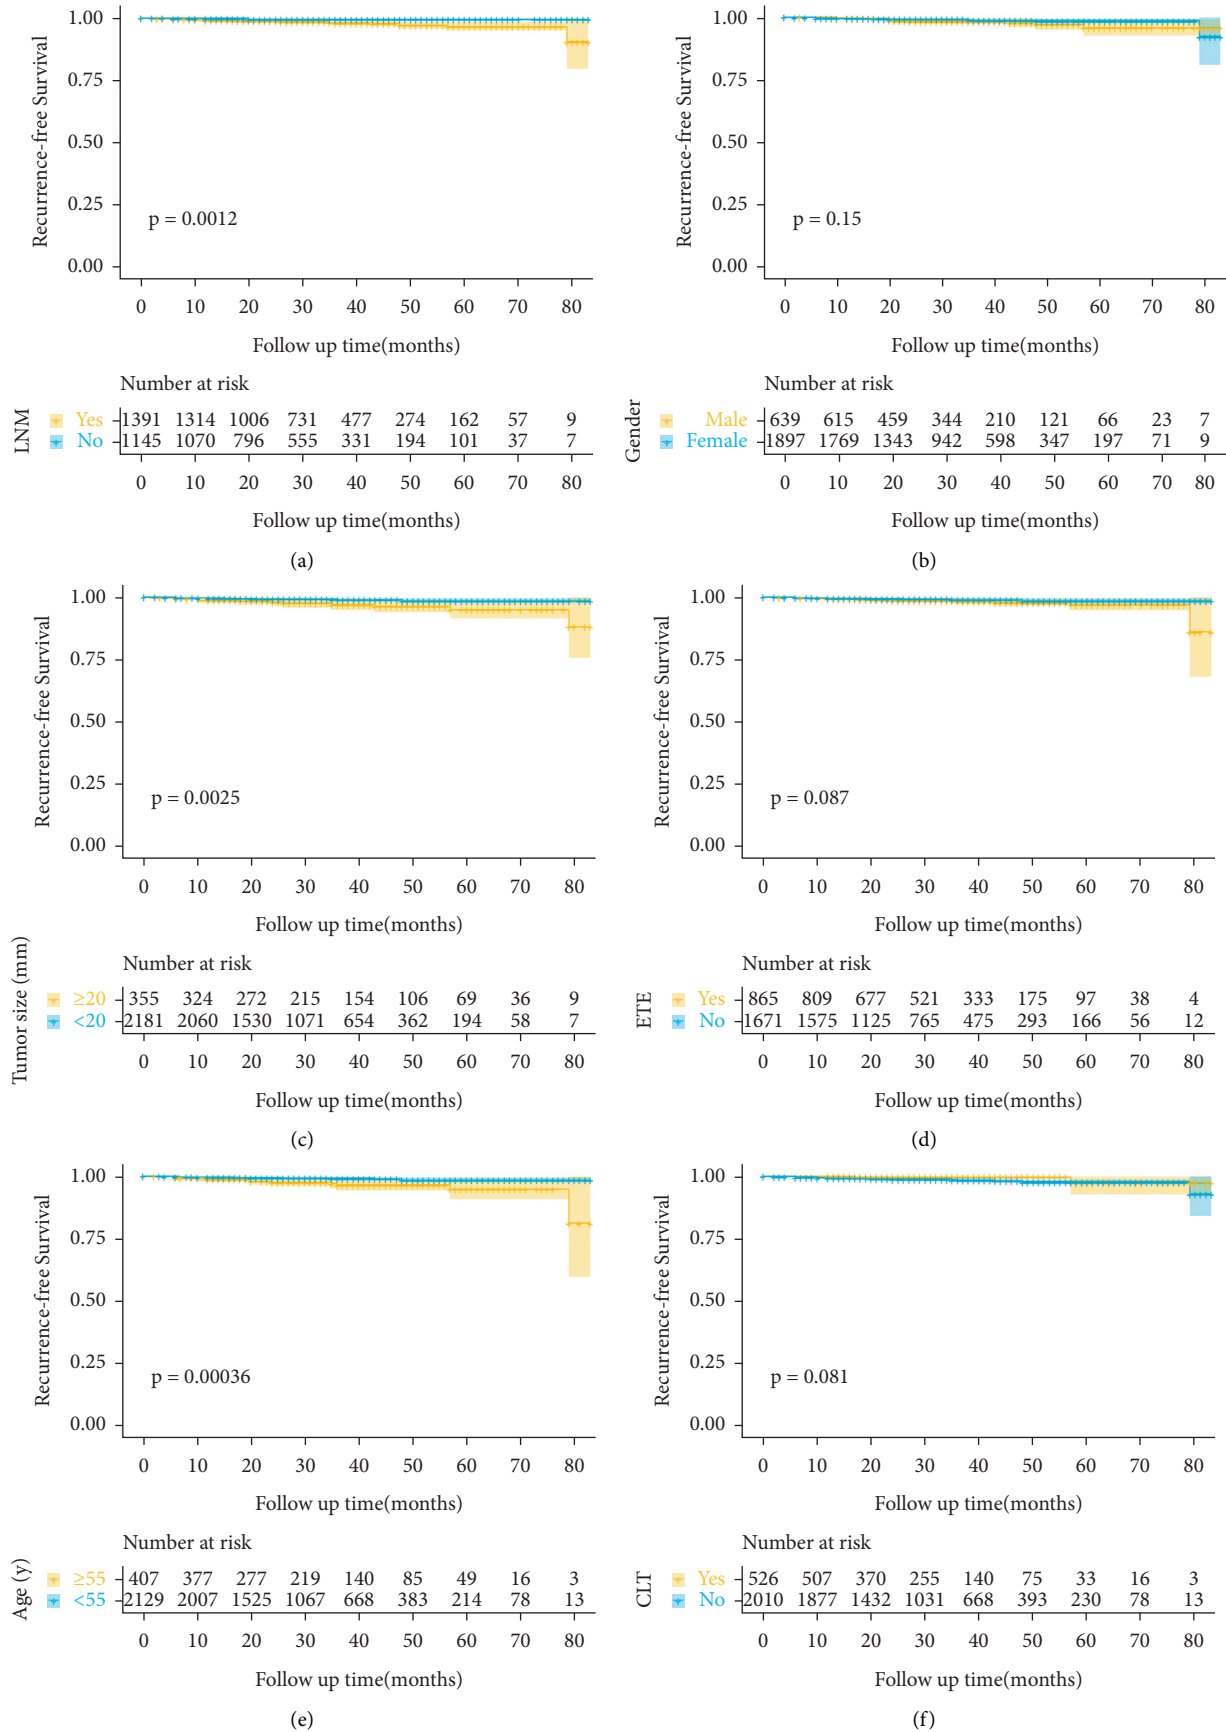 1.00
0.75
0.50
0.25
0.00
Recurrence-free Survival
p = 0.0012
0 10 20 30 40 50 60 70 80
Follow up time(months)
Number at risk
LNM
Yes 1391 1314 1006 731 477 274 162 57 9
No 1145 1070 796 555 331 194 101 37 7
0 10 20 30 40 50 60 70 80
Follow up time(months)
(a)
1.00
0.75
0.50
0.25
0.00
Recurrence-free Survival
p = 0.15
0 10 20 30 40 50 60 70 80
Follow up time(months)
Number at risk
Gender
Male 639 615 459 344 210 121 66 23 7
Female 1897 1769 1343 942 598 347 197 71 9
0 10 20 30 40 50 60 70 80
Follow up time(months)
(b)
1.00
0.75
0.50
0.25
0.00
Recurrence-free Survival
p = 0.0025
0 10 20 30 40 50 60 70 80
Follow up time(months)
Number at risk
Tumor size (mm)
≥20 355 324 272 215 154 106 69 36 9
<20 2181 2060 1530 1071 654 362 194 58 7
0 10 20 30 40 50 60 70 80
Follow up time(months)
(c)
1.00
0.75
0.50
0.25
0.00
Recurrence-free Survival
p = 0.087
0 10 20 30 40 50 60 70 80
Follow up time(months)
Number at risk
ETE
Yes 865 809 677 521 333 175 97 38 4
No 1671 1575 1125 765 475 293 166 56 12
0 10 20 30 40 50 60 70 80
Follow up time(months)
(d)
1.00
0.75
0.50
0.25
0.00
Recurrence-free Survival
p = 0.00036
0 10 20 30 40 50 60 70 80
Follow up time(months)
Number at risk
Age (y)
≥55 407 377 277 219 140 85 49 16 3
<55 2129 2007 1525 1067 668 383 214 78 13
0 10 20 30 40 50 60 70 80
Follow up time(months)
(e)
1.00
0.75
0.50
0.25
0.00
Recurrence-free Survival
p = 0.081
0 10 20 30 40 50 60 70 80
Follow up time(months)
Number at risk
CLT
Yes 526 507 370 255 140 75 33 16 3
No 2010 1877 1432 1031 668 393 230 78 13
0 10 20 30 40 50 60 70 80
Follow up time(months)
(f)